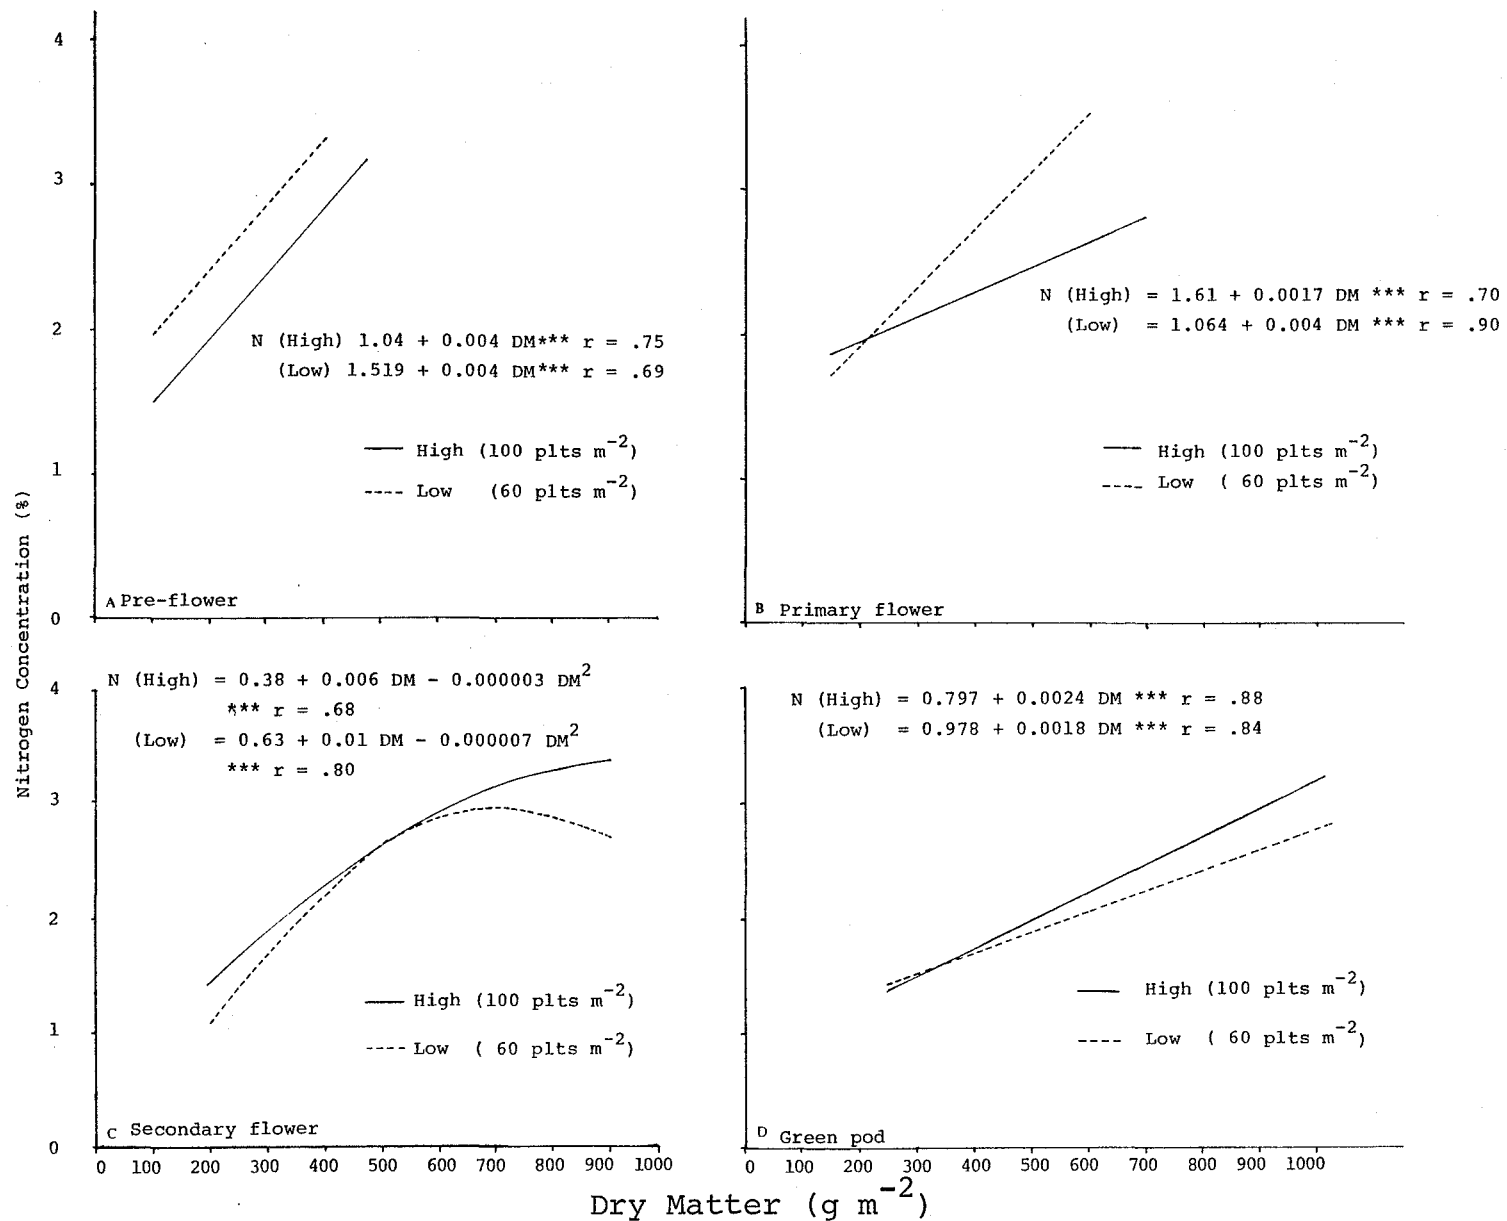 Nitrogen Concentration (%)
4
3
2
1
0
N (High) 1.04 + 0.004 DM*** r = .75
(Low) 1.519 + 0.004 DM*** r = .69
High (100 plts m-2)
Low (60 plts m-2)
A Pre-flower
N (High) = 1.61 + 0.0017 DM *** r = .70
(Low) = 1.064 + 0.004 DM *** r = .90
High (100 plts m-2)
Low ( 60 plts m-2)
B Primary flower
N (High) = 0.38 + 0.006 DM - 0.000003 DM2
*** r = .68
(Low) = 0.63 + 0.01 DM - 0.000007 DM2
*** r = .80
4
3
2
1
0
High (100 plts m-2)
Low ( 60 plts m-2)
C Secondary flower
0 100 200 300 400 500 600 700 800 900 1000
N (High) = 0.797 + 0.0024 DM *** r = .88
(Low) = 0.978 + 0.0018 DM *** r = .84
High (100 plts m-2)
Low ( 60 plts m-2)
D Green pod
0 100 200 300 400 500 600 700 800 900 1000
Dry Matter (g m-2)